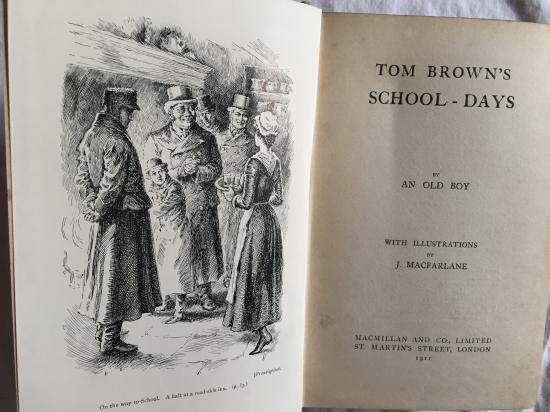 On the way to School. A halt at a road-side inn. (p. 73.)
[Frontispiece.
TOM BROWN'S
SCHOOL-DAYS
BY
AN OLD BOY
WITH ILLUSTRATIONS
BY
J. MACFARLANE
MACMILLAN AND CO., LIMITED
ST. MARTIN'S STREET, LONDON
1911